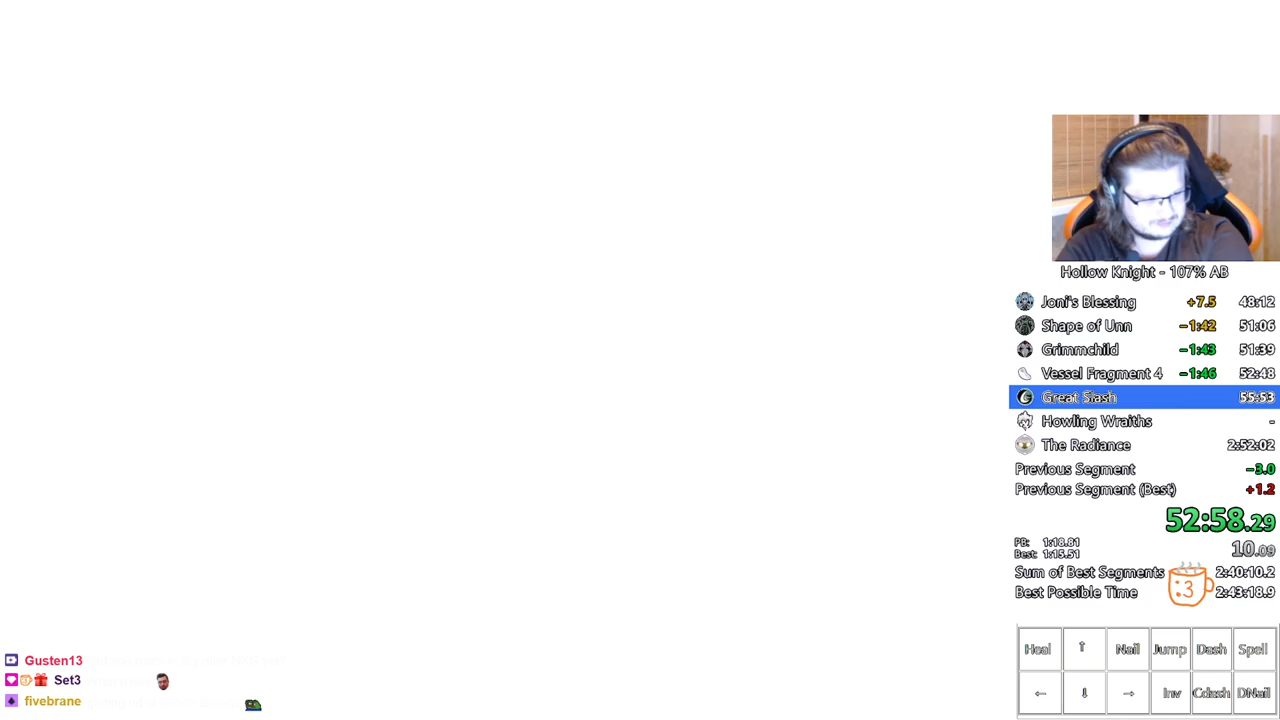 Hollow Knight - 107% AB
Joni's Blessing +7.5 48:12
Shape of Unn -1:42 51:06
Grimmchild -1:43 51:39
Vessel Fragment 4 -1:46 52:48
Great Slash 55:53
Howling Wraiths -
The Radiance 2:52:02
Previous Segment -3.0
Previous Segment (Best) +1.2
52:58.29
PB: 1:18.81 10.09
Best: 1:15.51
Sum of Best Segments 2:40:10.2
Best Possible Time 2:43:18.9
Heal ↑ Nail Jump Dash Spell
← ↓ → Inv Cdash DNail
Gusten13
Set3
fivebrane